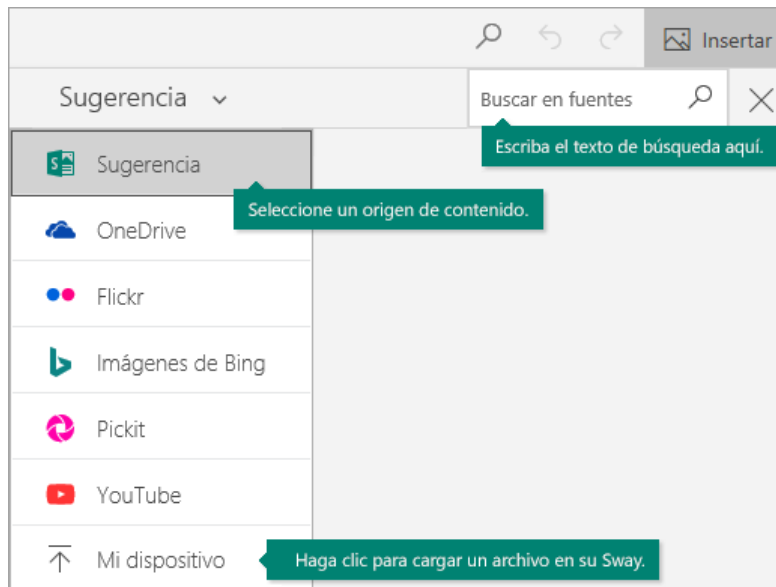 Insertar
Sugerencia
Buscar en fuentes
Escriba el texto de búsqueda aquí.
Sugerencia
Seleccione un origen de contenido.
OneDrive
Flickr
Imágenes de Bing
Pickit
YouTube
Mi dispositivo
Haga clic para cargar un archivo en su Sway.